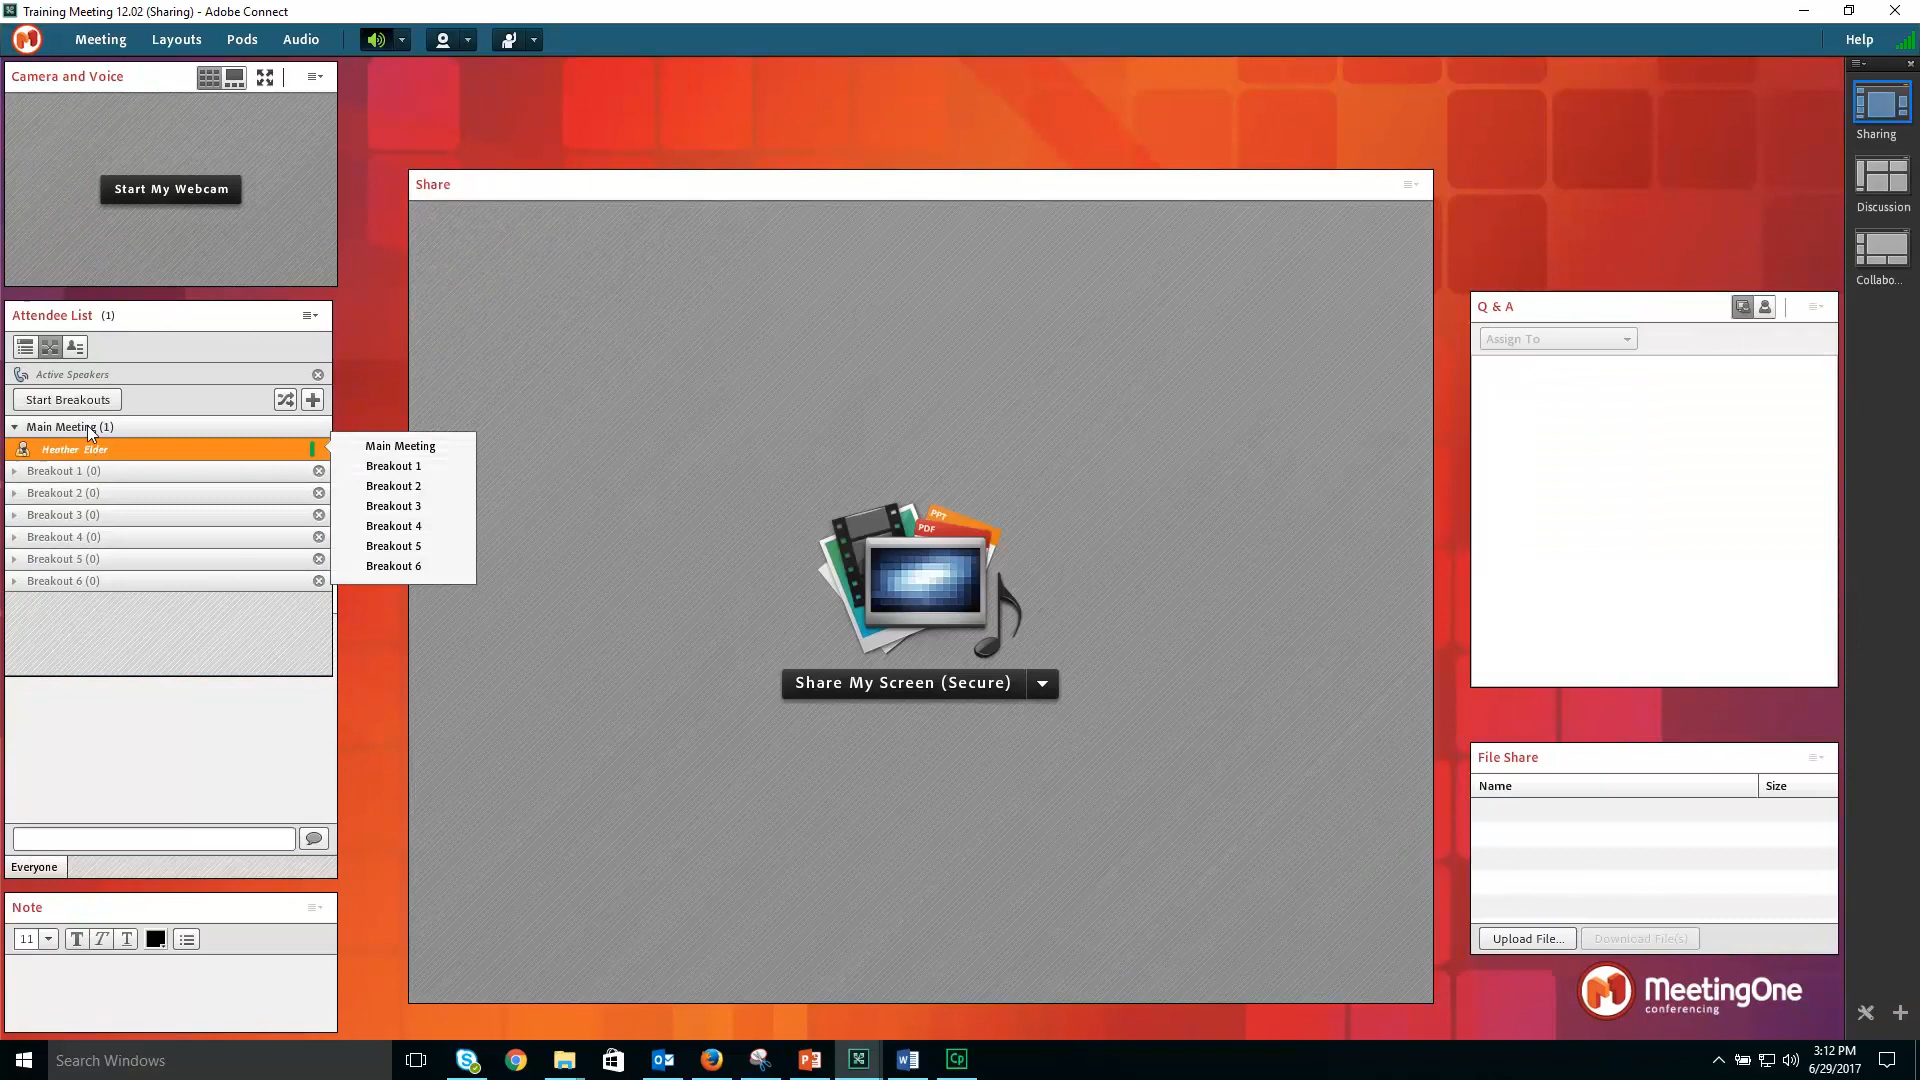 Training Meeting 12.02 (Sharing) - Adobe Connect
Meeting Layouts Pods Audio Help
Camera and Voice
Start My Webcam
Attendee List (1)
Active Speakers
Start Breakouts
Main Meeting (1)
Heather Elder
Breakout 1 (0)
Breakout 2 (0)
Breakout 3 (0)
Breakout 4 (0)
Breakout 5 (0)
Breakout 6 (0)
Main Meeting
Breakout 1
Breakout 2
Breakout 3
Breakout 4
Breakout 5
Breakout 6
Everyone
Note
11
Share
PPT
PDF
Share My Screen (Secure)
Q & A
Assign To
File Share
Name Size
Upload File... Download File(s)
MeetingOne
conferencing
Sharing
Discussion
Collabo...
Search Windows
Cp
3:12 PM
6/29/2017